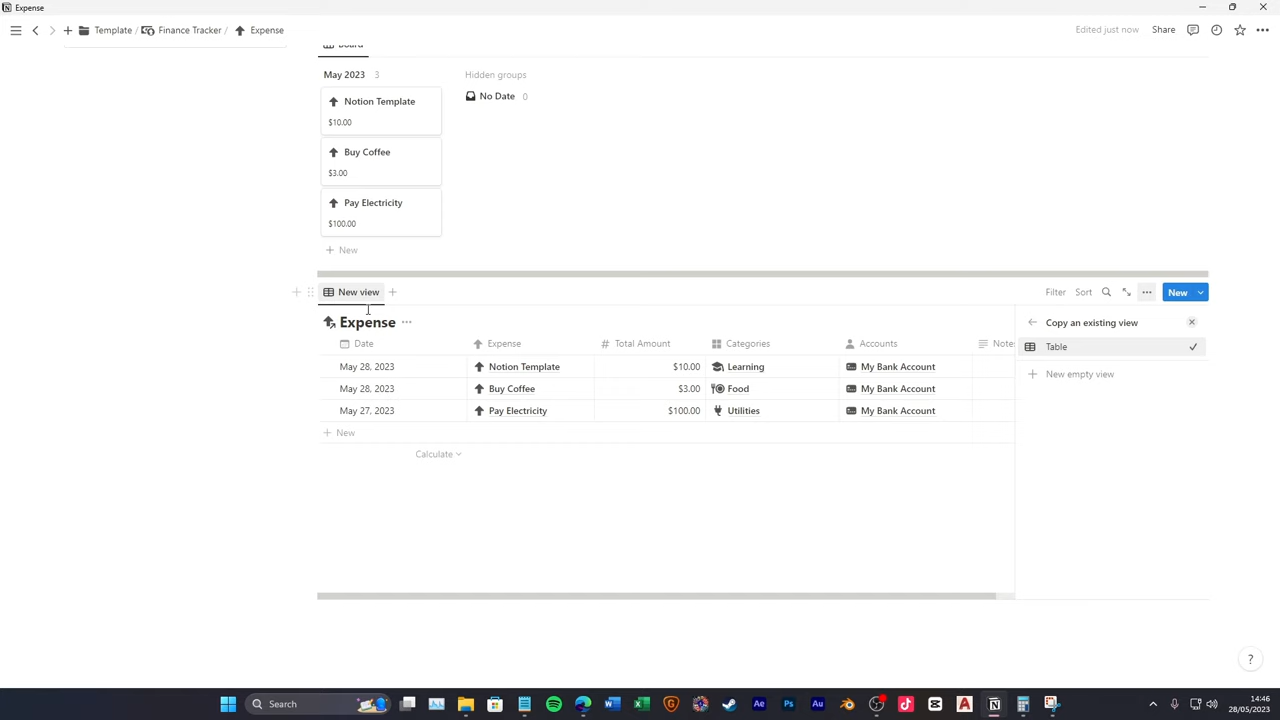 Expense
Template / Finance Tracker / Expense
Edited just now Share
Board
May 2023 3
Hidden groups
Notion Template
$10.00
No Date 0
Buy Coffee
$3.00
Pay Electricity
$100.00
+ New
New view
Filter Sort New
Expense
Copy an existing view
Date Expense # Total Amount Categories Accounts Notes
Table
May 28, 2023 Notion Template $10.00 Learning My Bank Account
New empty view
May 28, 2023 Buy Coffee $3.00 Food My Bank Account
May 27, 2023 Pay Electricity $100.00 Utilities My Bank Account
+ New
Calculate
?
Search
14:46
28/05/2023